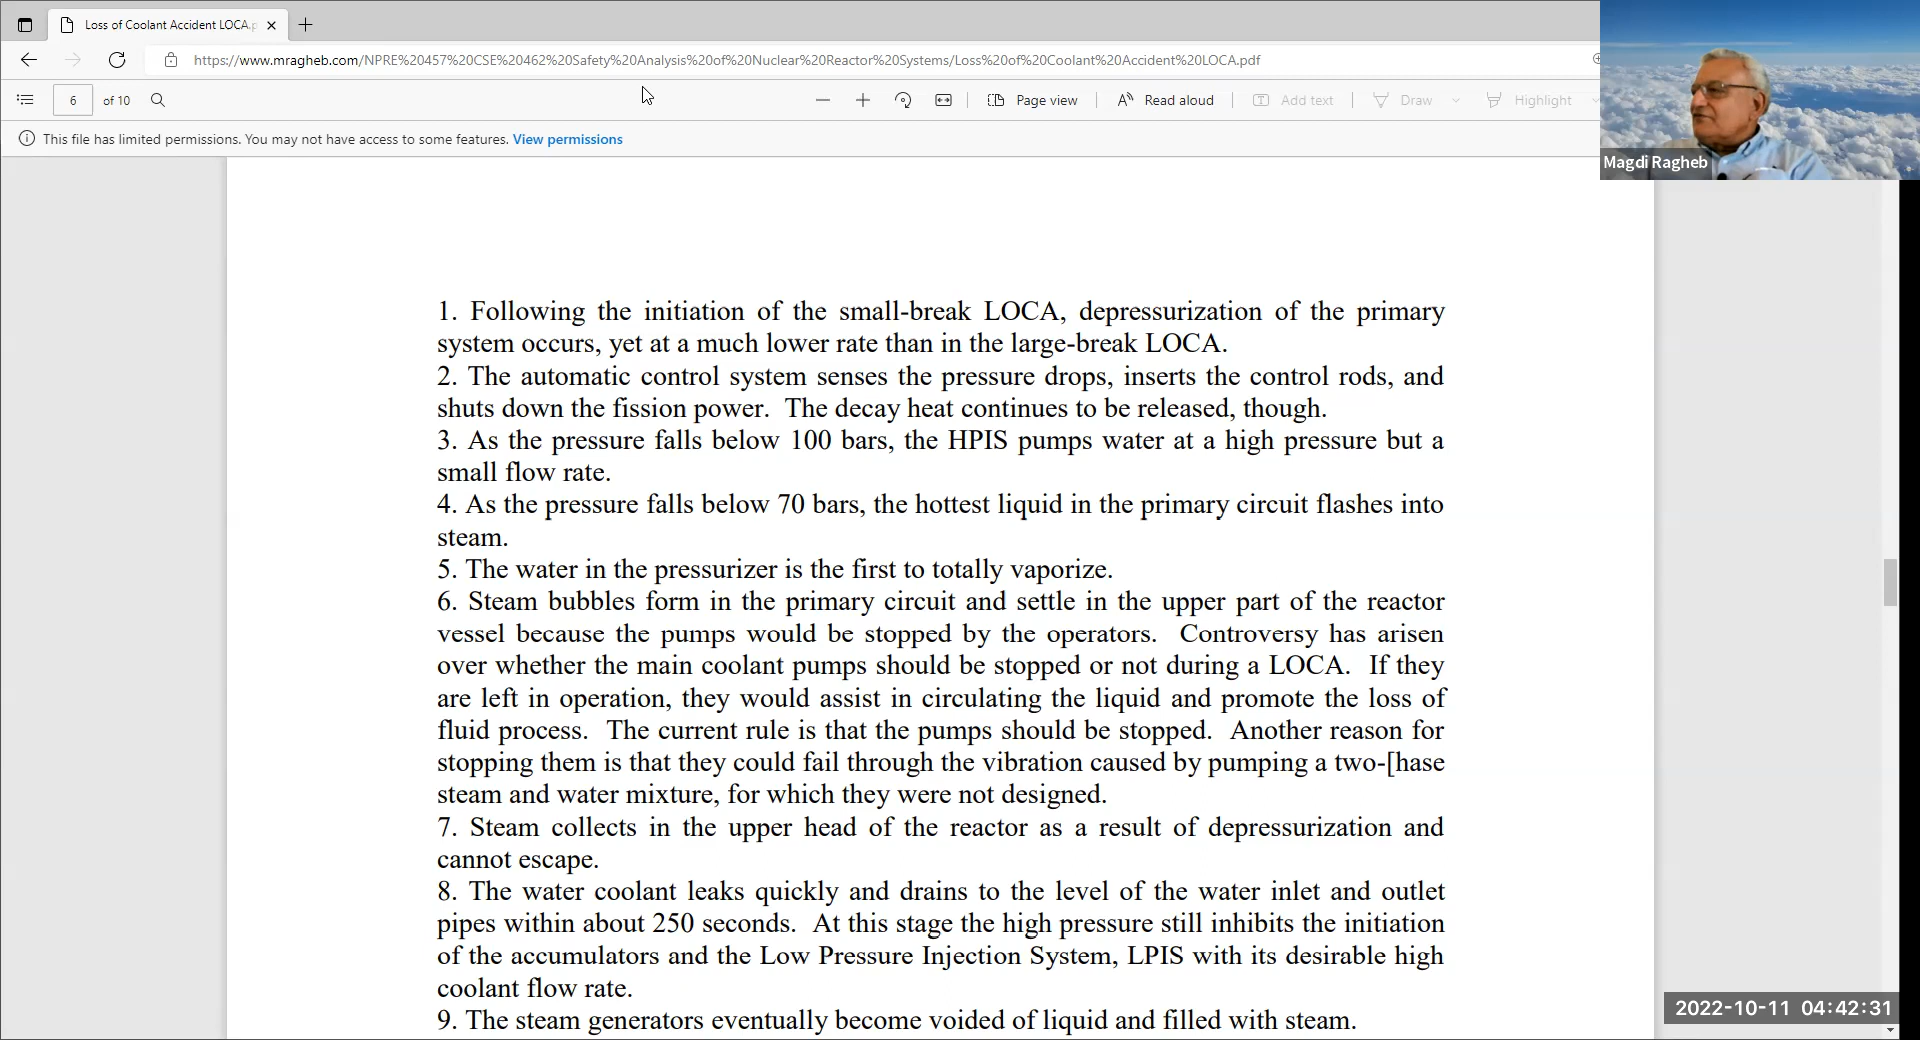 Loss of Coolant Accident LOCA.p
https://www.mragheb.com/NPRE%20457%20CSE%20462%20Safety%20Analysis%20of%20Nuclear%20Reactor%20Systems/Loss%20of%20Coolant%20Accident%20LOCA.pdf
6 of 10 Page view Read aloud Add text Draw Highlight
This file has limited permissions. You may not have access to some features. View permissions
Magdi Ragheb
1. Following the initiation of the small-break LOCA, depressurization of the primary
system occurs, yet at a much lower rate than in the large-break LOCA.
2. The automatic control system senses the pressure drops, inserts the control rods, and
shuts down the fission power. The decay heat continues to be released, though.
3. As the pressure falls below 100 bars, the HPIS pumps water at a high pressure but a
small flow rate.
4. As the pressure falls below 70 bars, the hottest liquid in the primary circuit flashes into
steam.
5. The water in the pressurizer is the first to totally vaporize.
6. Steam bubbles form in the primary circuit and settle in the upper part of the reactor
vessel because the pumps would be stopped by the operators. Controversy has arisen
over whether the main coolant pumps should be stopped or not during a LOCA. If they
are left in operation, they would assist in circulating the liquid and promote the loss of
fluid process. The current rule is that the pumps should be stopped. Another reason for
stopping them is that they could fail through the vibration caused by pumping a two-[hase
steam and water mixture, for which they were not designed.
7. Steam collects in the upper head of the reactor as a result of depressurization and
cannot escape.
8. The water coolant leaks quickly and drains to the level of the water inlet and outlet
pipes within about 250 seconds. At this stage the high pressure still inhibits the initiation
of the accumulators and the Low Pressure Injection System, LPIS with its desirable high
coolant flow rate.
9. The steam generators eventually become voided of liquid and filled with steam.
2022-10-11 04:42:31